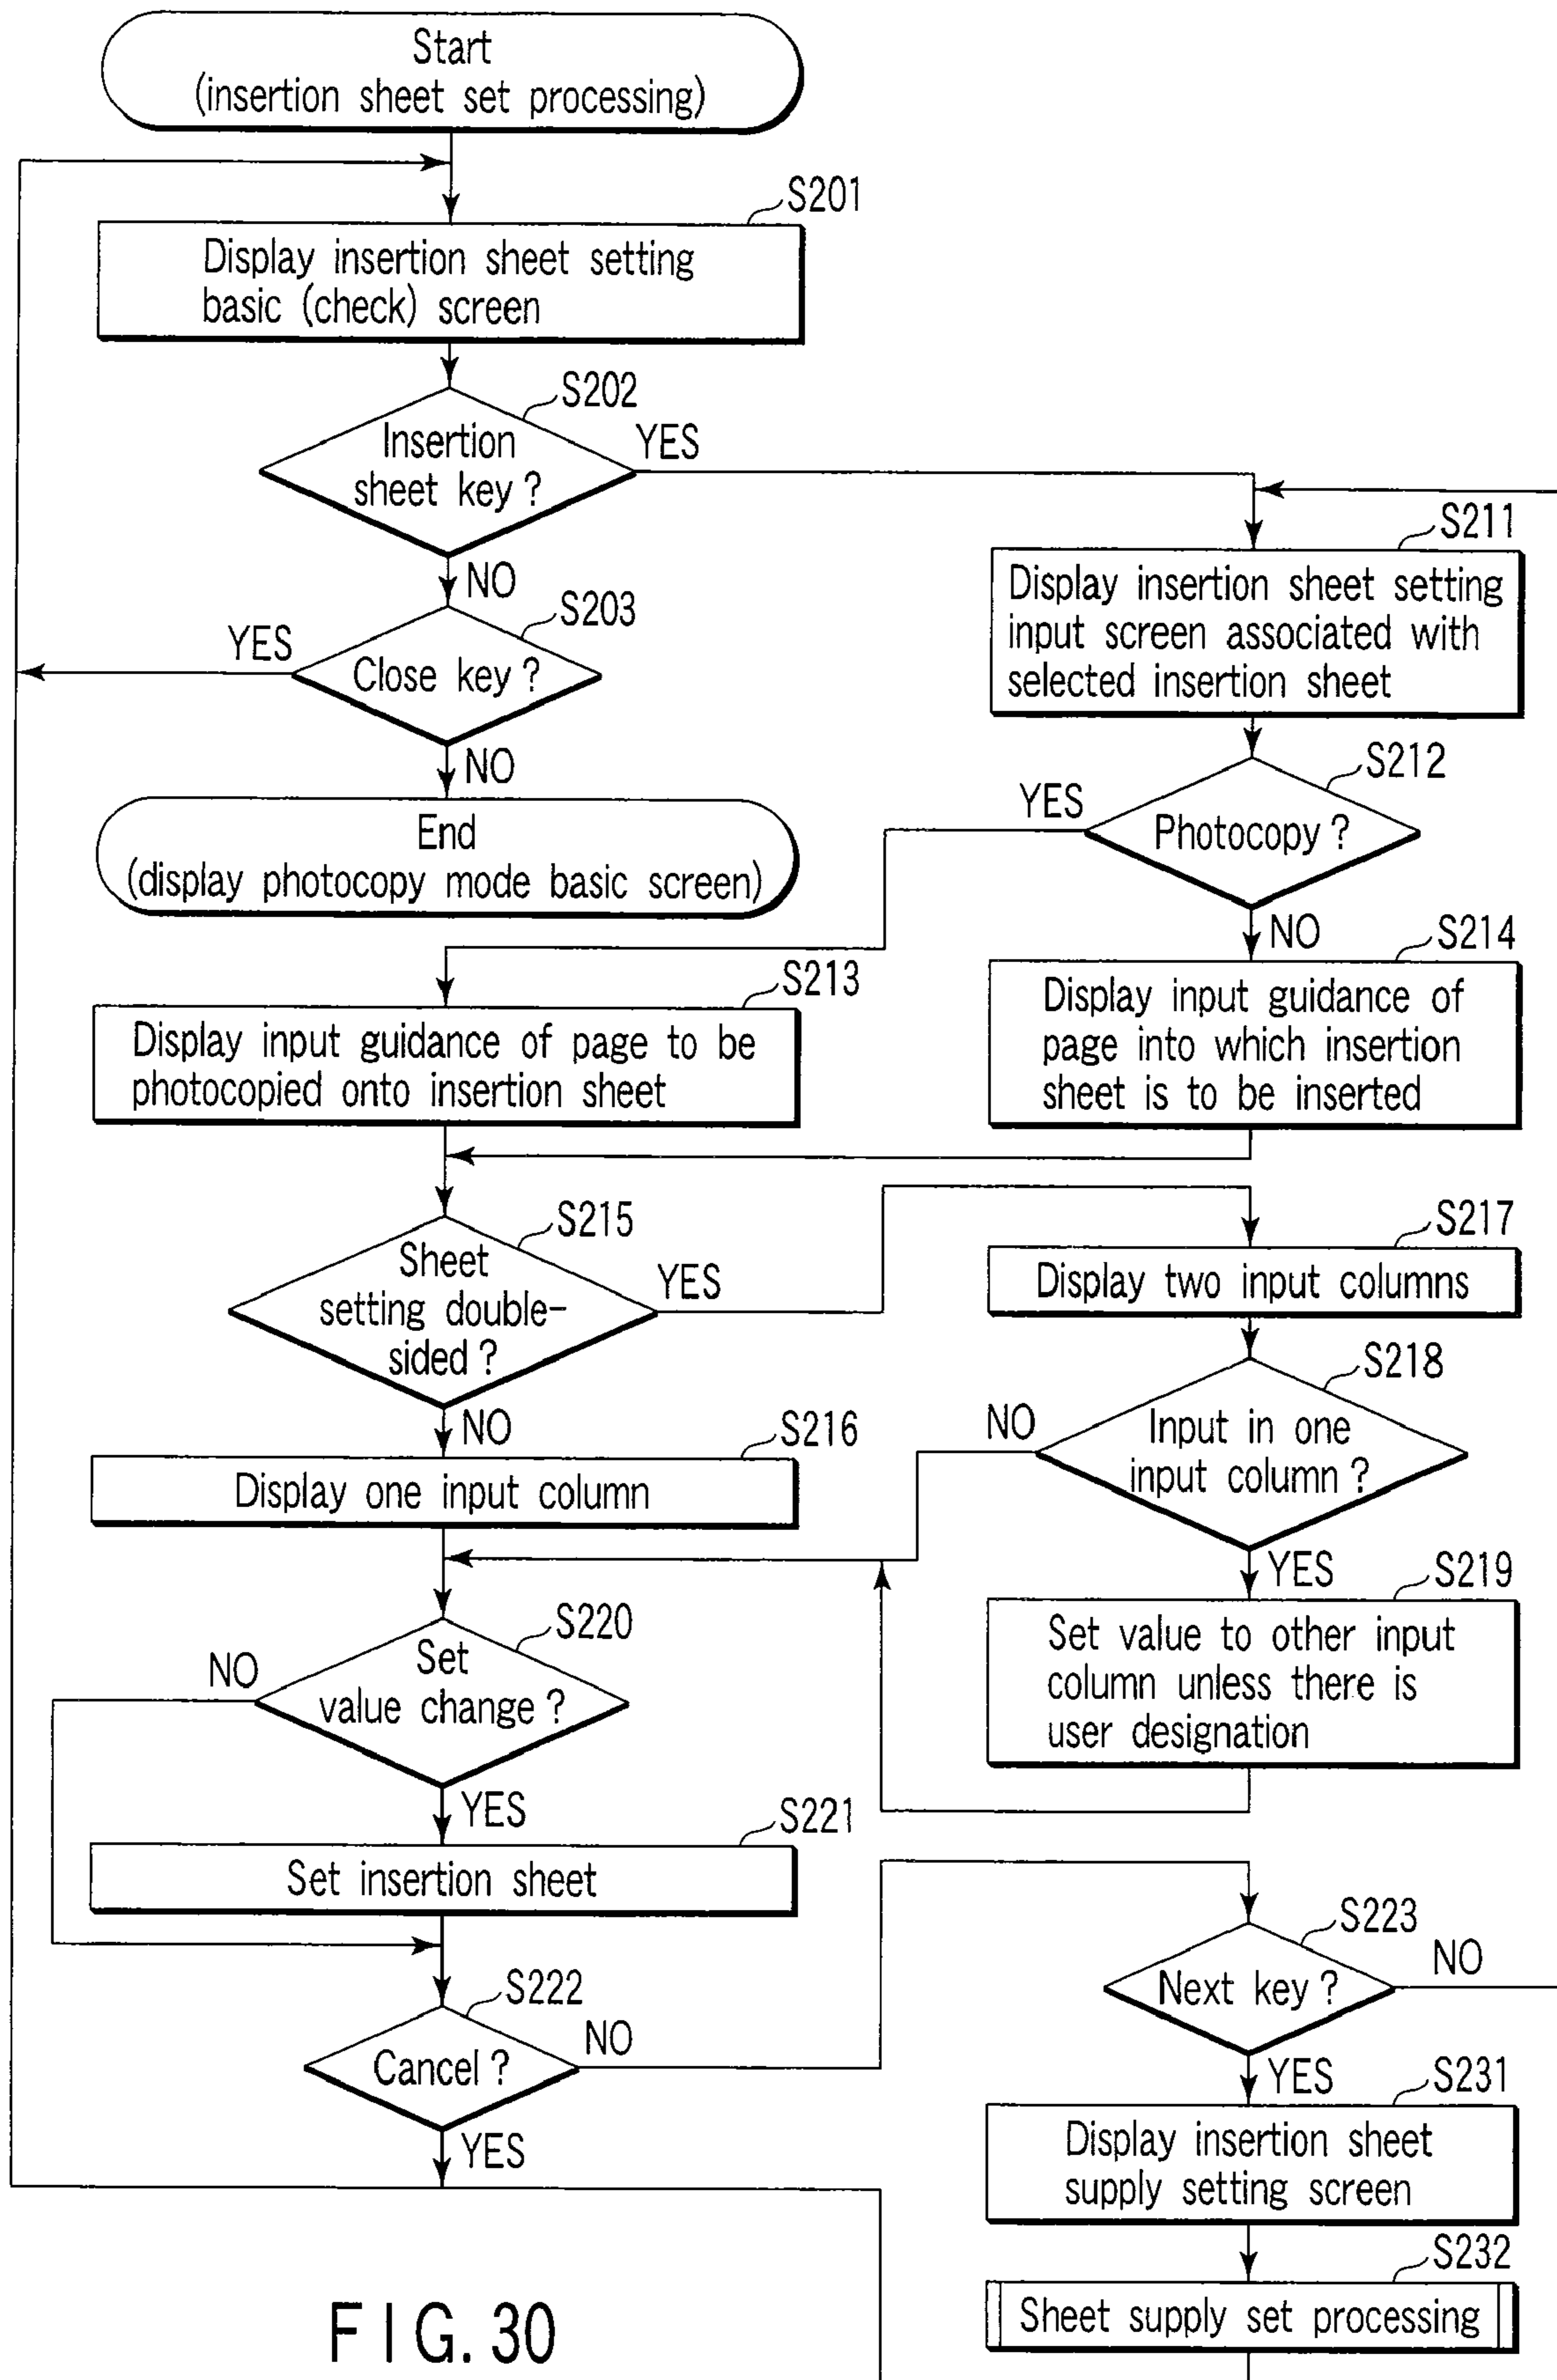 Start
(insertion sheet set processing)
S201
Display insertion sheet setting
basic (check) screen
S202
Insertion
sheet key ?
YES
NO
S203
YES
Close key ?
NO
End
(display photocopy mode basic screen)
S211
Display insertion sheet setting
input screen associated with
selected insertion sheet
S212
YES
Photocopy ?
NO
S213
Display input guidance of page to be
photocopied onto insertion sheet
S214
Display input guidance of
page into which insertion
sheet is to be inserted
S215
Sheet
setting double-
sided ?
YES
NO
S216
Display one input column
S217
Display two input columns
S218
NO
Input in one
input column ?
YES
S219
Set value to other input
column unless there is
user designation
S220
NO
Set
value change ?
YES
S221
Set insertion sheet
S222
Cancel ?
NO
YES
S223
Next key ?
NO
YES
S231
Display insertion sheet
supply setting screen
S232
Sheet supply set processing
FIG. 30